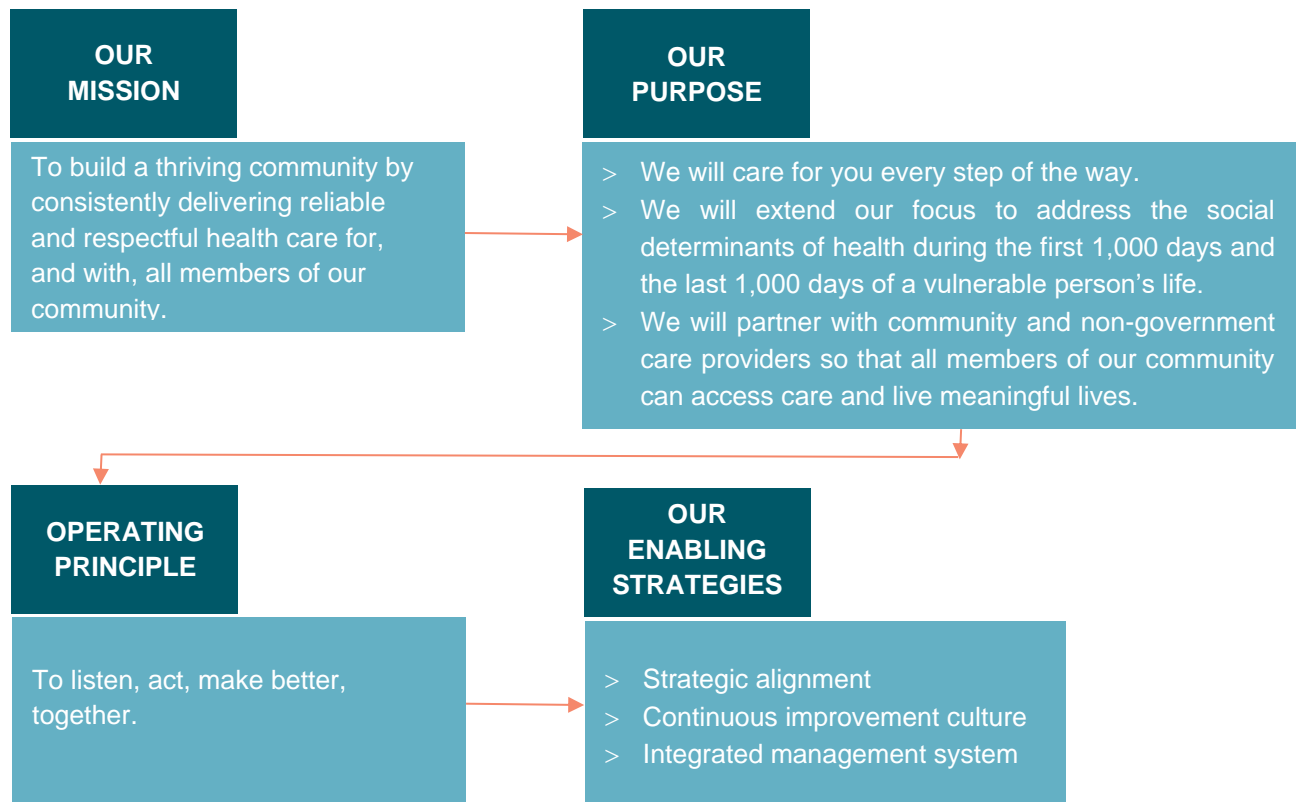 OUR
MISSION
To build a thriving community by
consistently delivering reliable
and respectful health care for,
and with, all members of our
community.
OUR
PURPOSE
> We will care for you every step of the way.
> We will extend our focus to address the social
determinants of health during the first 1,000 days and
the last 1,000 days of a vulnerable person’s life.
> We will partner with community and non-government
care providers so that all members of our community
can access care and live meaningful lives.
OPERATING
PRINCIPLE
To listen, act, make better,
together.
OUR
ENABLING
STRATEGIES
> Strategic alignment
> Continuous improvement culture
> Integrated management system